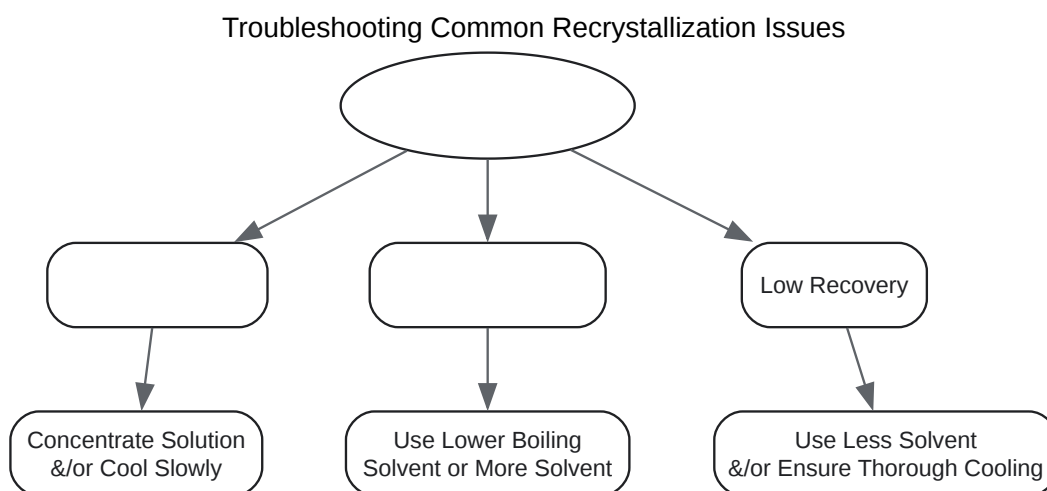 Troubleshooting Common Recrystallization Issues
Low Recovery
Concentrate Solution
&/or Cool Slowly
Use Lower Boiling
Solvent or More Solvent
Use Less Solvent
&/or Ensure Thorough Cooling